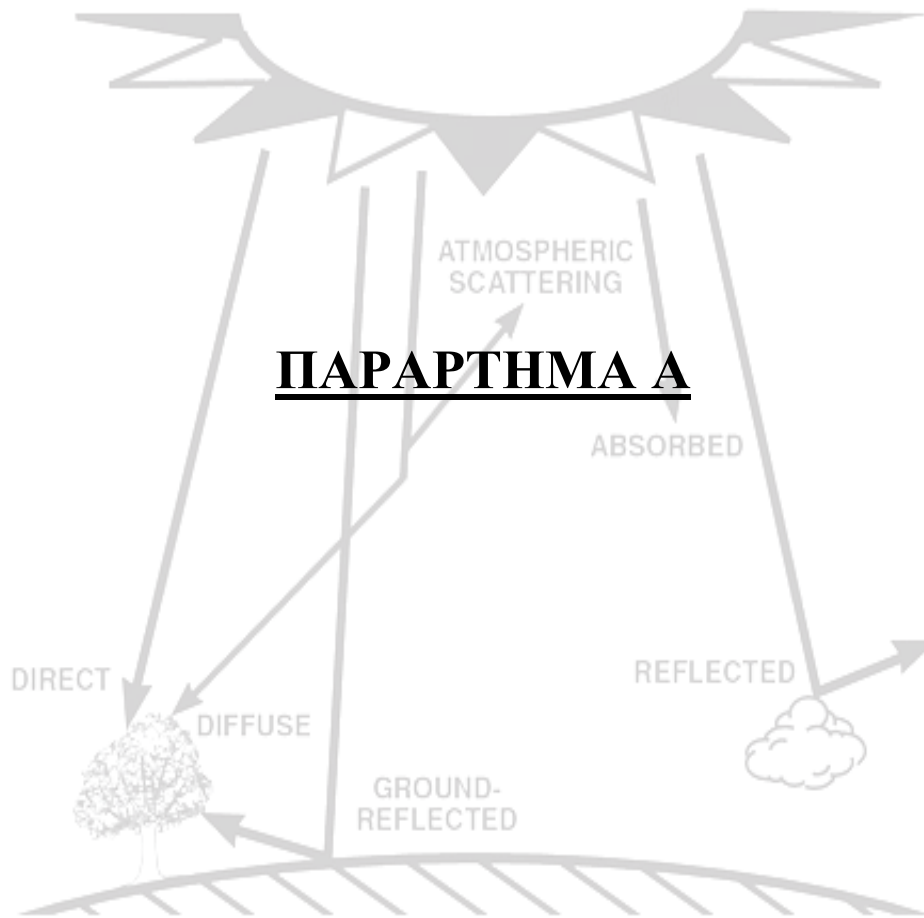 ATMOSPHERIC
SCATTERING
ΠΑΡΑΡΤΗΜΑ Α
ABSORBED
DIRECT
REFLECTED
DIFFUSE
GROUND-
REFLECTED